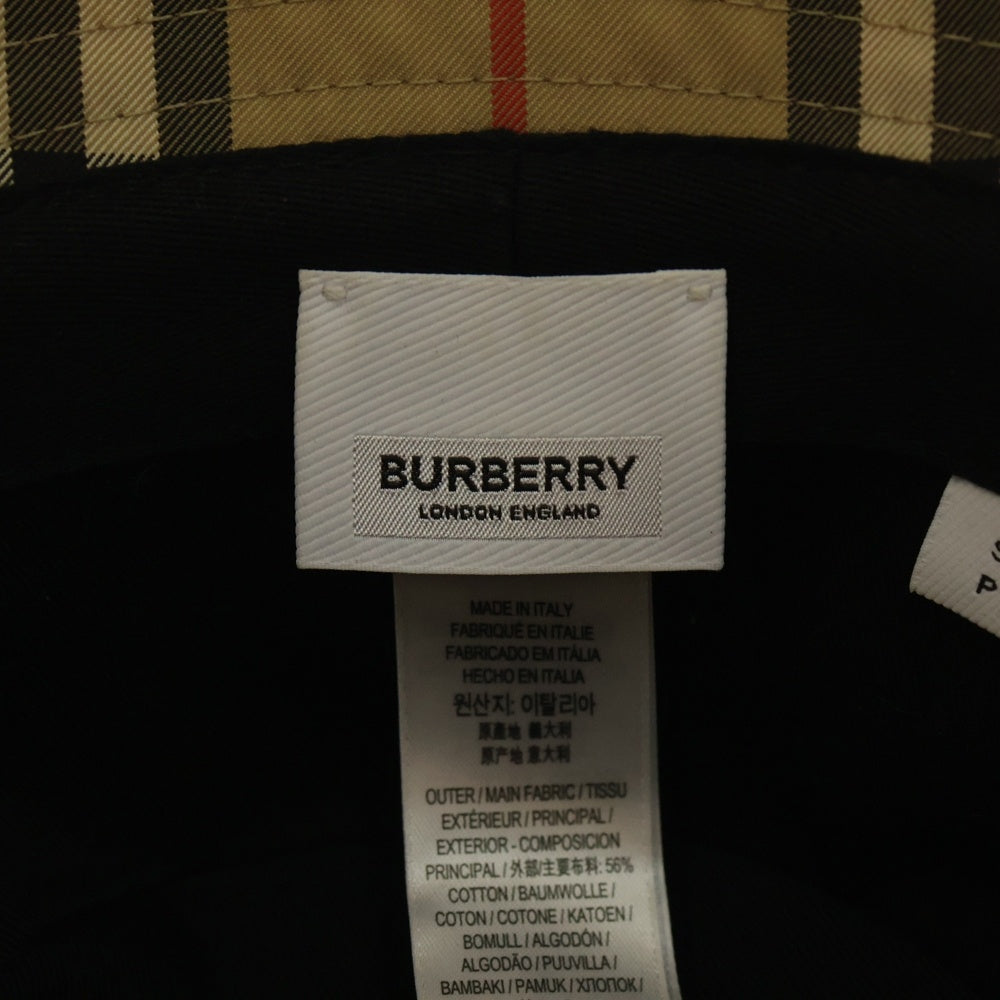 BURBERRY
LONDON ENGLAND
MADE IN ITALY
FABRIQUÉ EN ITALIE
FABRICADO EM ITÁLIA
HECHO EN ITALIA
원산지: 이탈리아
原產地 義大利
原产地 意大利
OUTER / MAIN FABRIC / TISSU
EXTÉRIEUR / PRINCIPAL /
EXTERIOR - COMPOSICION
PRINCIPAL / 外部/主要布料: 56%
COTTON / BAUMWOLLE /
COTON / COTONE / KATOEN /
BOMULL / ALGODÓN /
ALGODÃO / PUUVILLA /
BAMBAKI / PAMUK / ХЛОПОК /
P